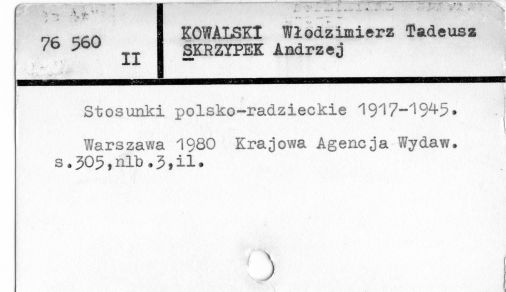 76 560
II
KOWALSKI Włodzimierz Tadeusz
SKRZYPEK Andrzej
Stosunki polsko-radzieckie 1917-1945.
Warszawa 1980 Krajowa Agencja Wydaw.
s.305,nlb.3,il.